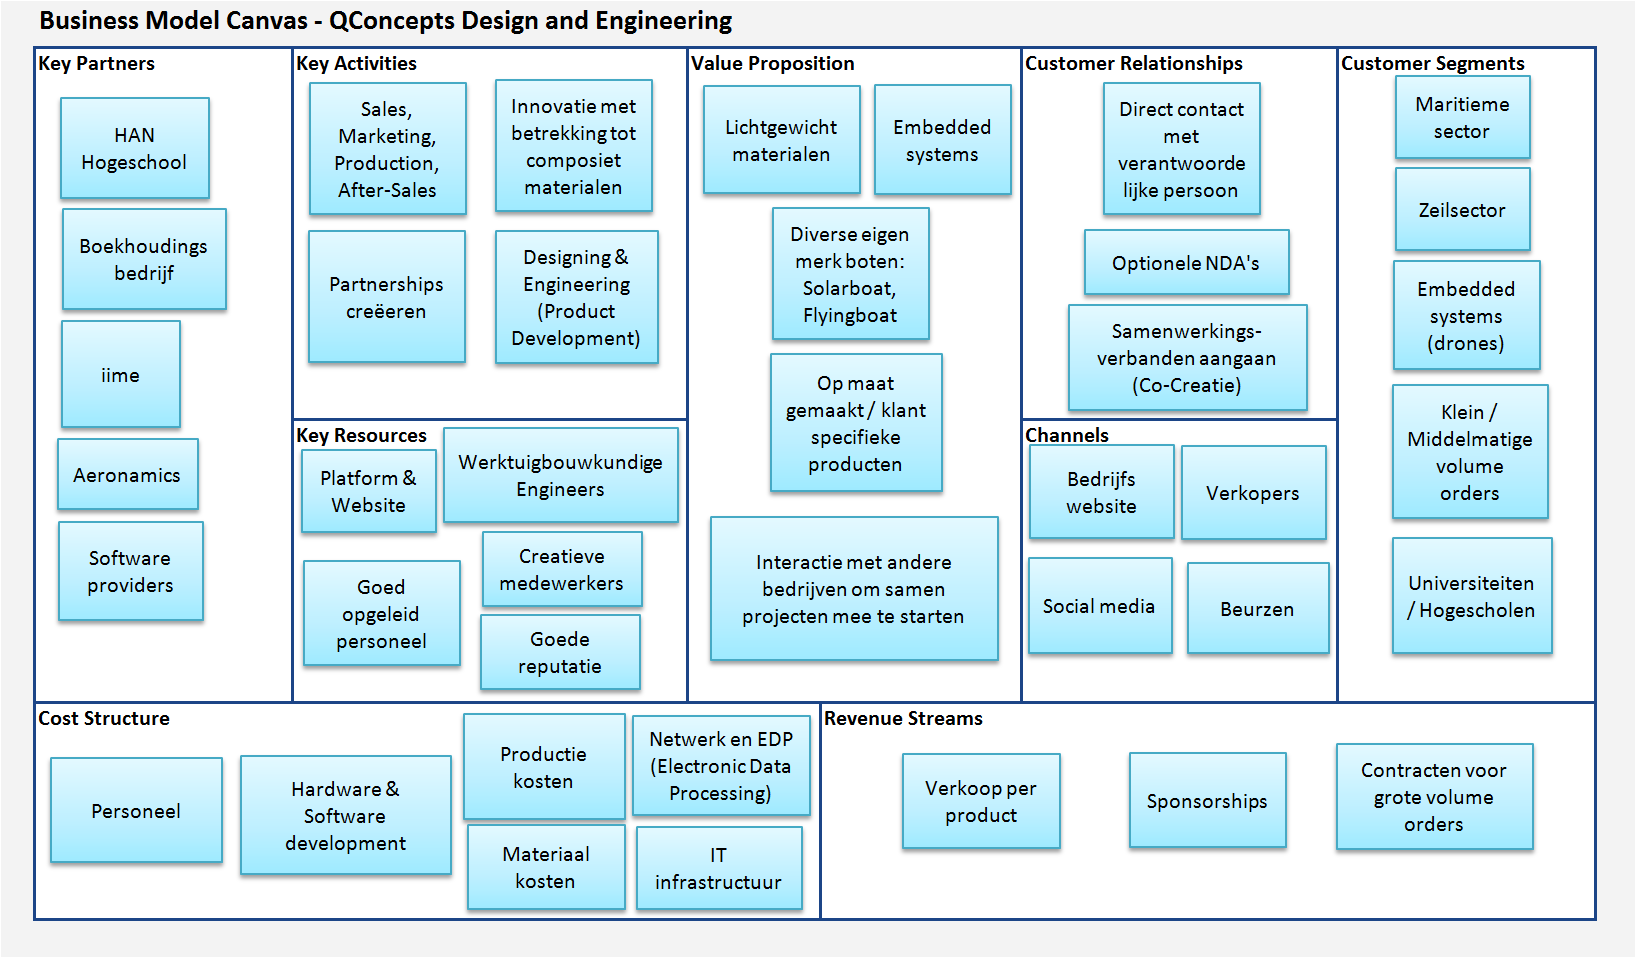 Business Model Canvas - QConcepts Design and Engineering
Key Partners
HAN
Hogeschool
Boekhoudings
bedrijf
iime
Aeronamics
Software
providers
Key Activities
Sales,
Marketing,
Production,
After-Sales
Innovatie met
betrekking tot
composiet
materialen
Partnerships
creëeren
Designing &
Engineering
(Product
Development)
Key Resources
Platform &
Website
Werktuigbouwkundige
Engineers
Goed
opgeleid
personeel
Creatieve
medewerkers
Goede
reputatie
Value Proposition
Lichtgewicht
materialen
Embedded
systems
Diverse eigen
merk boten:
Solarboat,
Flyingboat
Op maat
gemaakt / klant
specifieke
producten
Interactie met andere
bedrijven om samen
projecten mee te starten
Customer Relationships
Direct contact
met
verantwoorde
lijke persoon
Optionele NDA's
Samenwerkings-
verbanden aangaan
(Co-Creatie)
Channels
Bedrijfs
website
Verkopers
Social media
Beurzen
Customer Segments
Maritieme
sector
Zeilsector
Embedded
systems
(drones)
Klein /
Middelmatige
volume
orders
Universiteiten
/ Hogescholen
Cost Structure
Personeel
Hardware &
Software
development
Productie
kosten
Netwerk en EDP
(Electronic Data
Processing)
Materiaal
kosten
IT
infrastructuur
Revenue Streams
Verkoop per
product
Sponsorships
Contracten voor
grote volume
orders